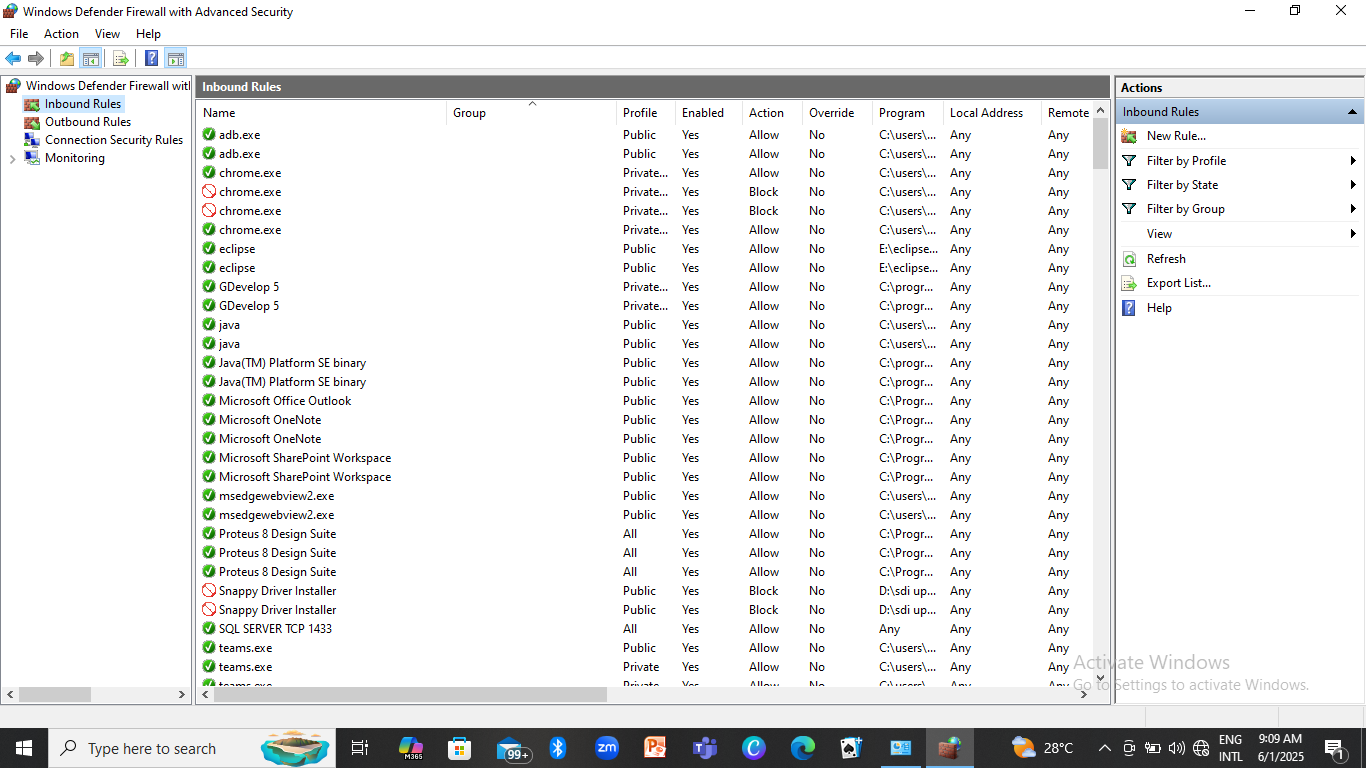 Windows Defender Firewall with Advanced Security
File Action View Help
Windows Defender Firewall witl
Inbound Rules
Outbound Rules
Connection Security Rules
Monitoring
Inbound Rules
Name Group Profile Enabled Action Override Program Local Address Remote
adb.exe Public Yes Allow No C:\users\... Any Any
adb.exe Public Yes Allow No C:\users\... Any Any
chrome.exe Private... Yes Allow No C:\users\... Any Any
chrome.exe Private... Yes Block No C:\users\... Any Any
chrome.exe Private... Yes Block No C:\users\... Any Any
chrome.exe Private... Yes Allow No C:\users\... Any Any
eclipse Public Yes Allow No E:\eclipse... Any Any
eclipse Public Yes Allow No E:\eclipse... Any Any
GDevelop 5 Private... Yes Allow No C:\progr... Any Any
GDevelop 5 Private... Yes Allow No C:\progr... Any Any
java Public Yes Allow No C:\users\... Any Any
java Public Yes Allow No C:\users\... Any Any
Java(TM) Platform SE binary Public Yes Allow No C:\progr... Any Any
Java(TM) Platform SE binary Public Yes Allow No C:\progr... Any Any
Microsoft Office Outlook Public Yes Allow No C:\Progr... Any Any
Microsoft OneNote Public Yes Allow No C:\Progr... Any Any
Microsoft OneNote Public Yes Allow No C:\Progr... Any Any
Microsoft SharePoint Workspace Public Yes Allow No C:\Progr... Any Any
Microsoft SharePoint Workspace Public Yes Allow No C:\Progr... Any Any
msedgewebview2.exe Public Yes Allow No C:\users\... Any Any
msedgewebview2.exe Public Yes Allow No C:\users\... Any Any
Proteus 8 Design Suite All Yes Allow No C:\Progr... Any Any
Proteus 8 Design Suite All Yes Allow No C:\Progr... Any Any
Proteus 8 Design Suite All Yes Allow No C:\Progr... Any Any
Snappy Driver Installer Public Yes Block No D:\sdi up... Any Any
Snappy Driver Installer Public Yes Block No D:\sdi up... Any Any
SQL SERVER TCP 1433 All Yes Allow No Any Any Any
teams.exe Public Yes Allow No C:\users\... Any Any
teams.exe Private Yes Allow No C:\users\... Any Any
teams.exe Private Yes Allow No C:\users\... Any Any
Actions
Inbound Rules
New Rule...
Filter by Profile
Filter by State
Filter by Group
View
Refresh
Export List...
Help
Activate Windows
Go to Settings to activate Windows.
Type here to search
M365
99+
zm
28°C
ENG
INTL
9:09 AM
6/1/2025
1